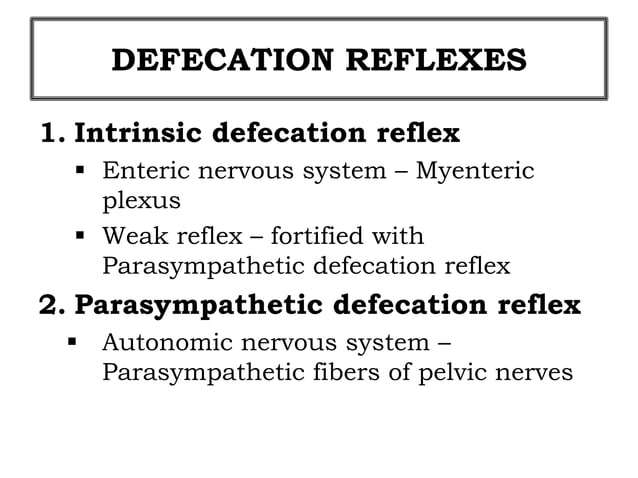 DEFECATION REFLEXES
1. Intrinsic defecation reflex
▪ Enteric nervous system – Myenteric
plexus
▪ Weak reflex – fortified with
Parasympathetic defecation reflex
2. Parasympathetic defecation reflex
▪ Autonomic nervous system –
Parasympathetic fibers of pelvic nerves